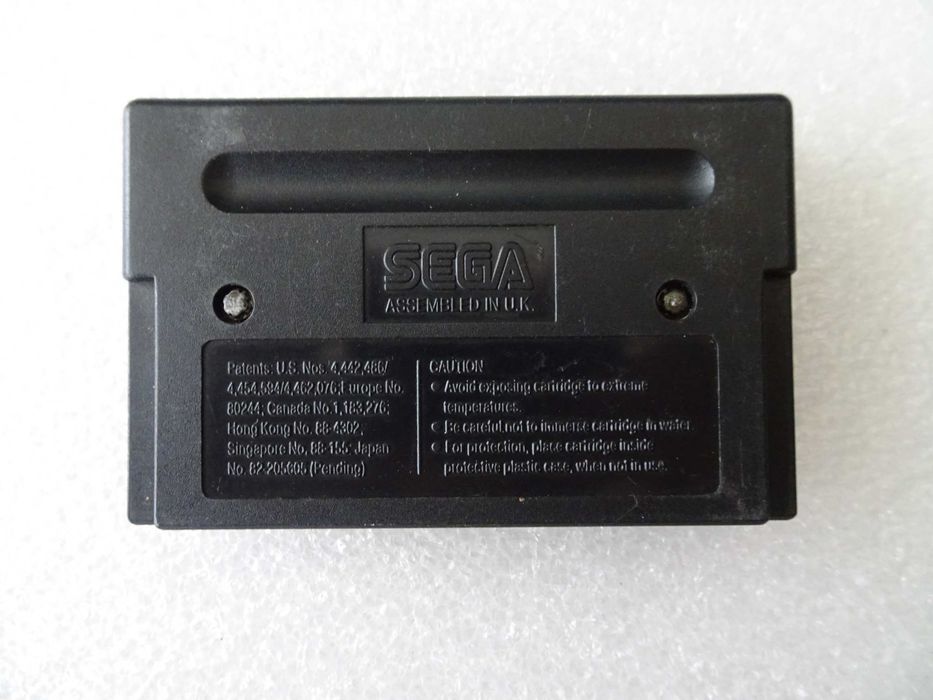 SEGA
ASSEMBLED IN U.K.
Patents: U.S. Nos. 4,442,486/
4,454,594/4,462,076; Europe No.
80244; Canada No. 1,183,276;
Hong Kong No. 88-4302,
Singapore No. 88-155; Japan
No. 82-205605 (Pending)
CAUTION
● Avoid exposing cartridge to extreme
temperatures.
● Be careful not to immerse cartridge in water.
● For protection, place cartridge inside
protective plastic case, when not in use.